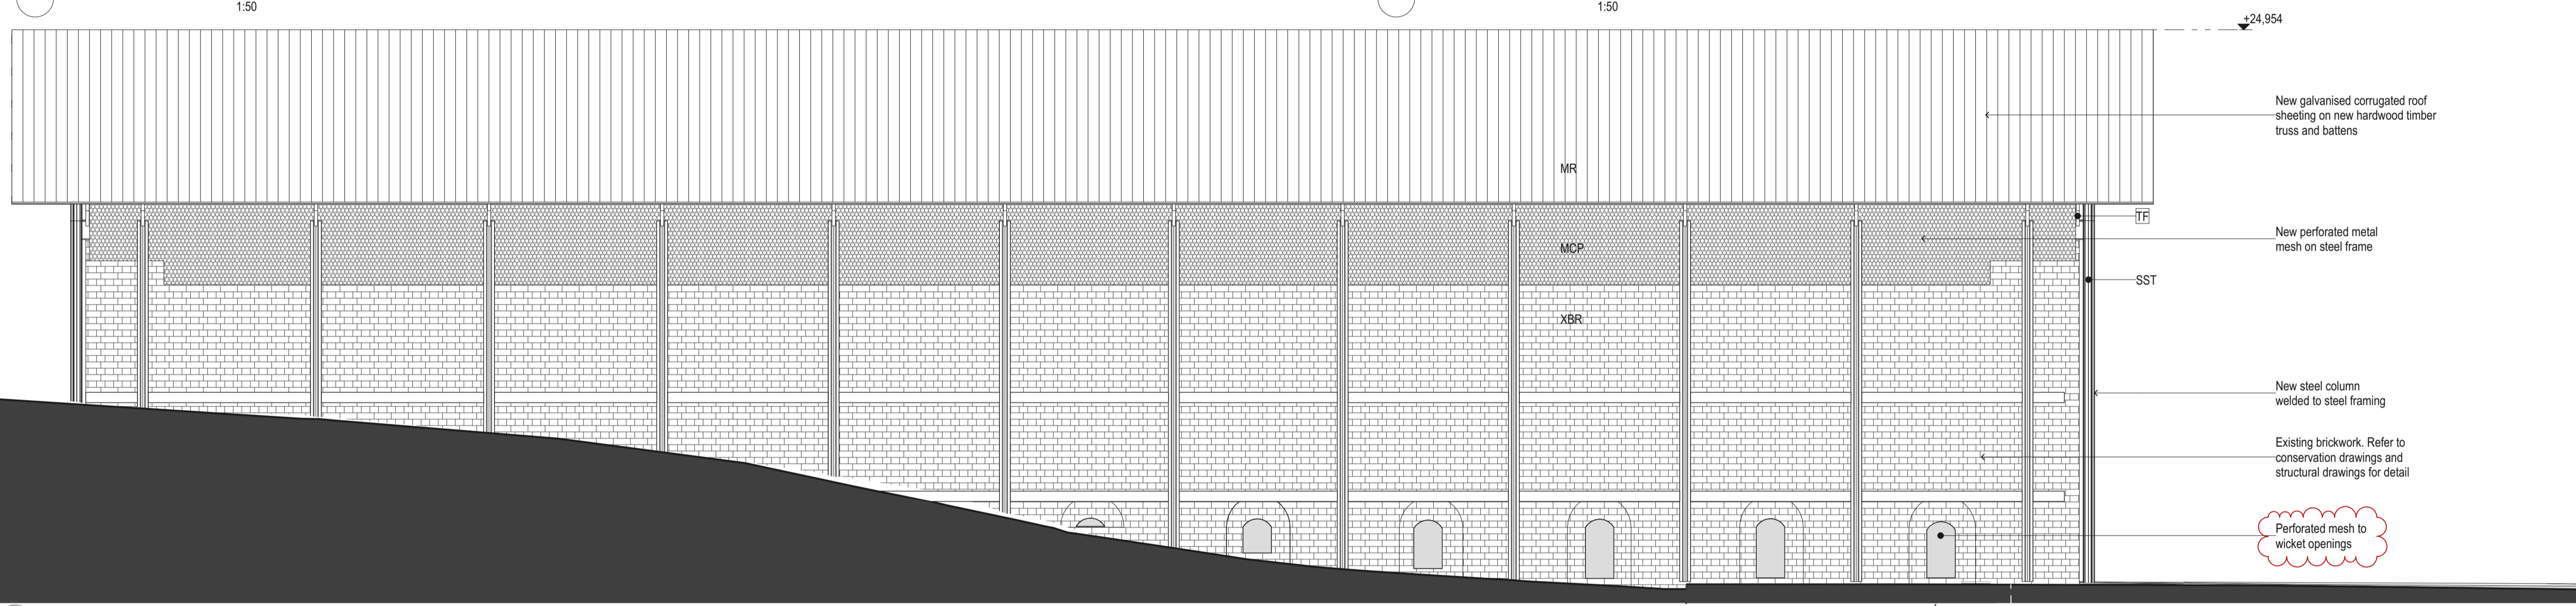 1:50
1:50
+24,954
New galvanised corrugated roof
sheeting on new hardwood timber
truss and battens
MR
TF
New perforated metal
mesh on steel frame
MCP
SST
XBR
New steel column
welded to steel framing
Existing brickwork. Refer to
conservation drawings and
structural drawings for detail
Perforated mesh to
wicket openings